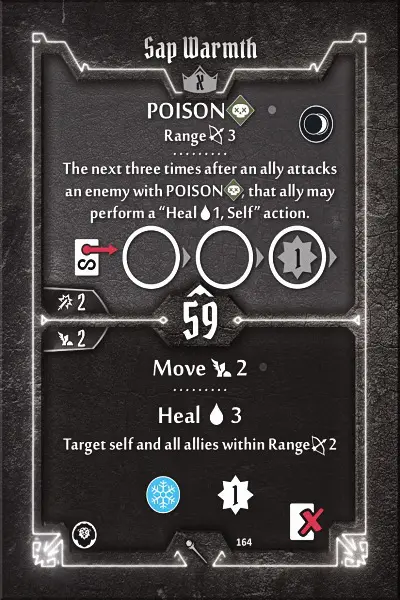 Sap Warmth
X
POISON
Range 3
The next three times after an ally attacks
an enemy with POISON, that ally may
perform a “Heal 1, Self” action.
1
2
59
2
Move 2
Heal 3
Target self and all allies within Range 2
1
164